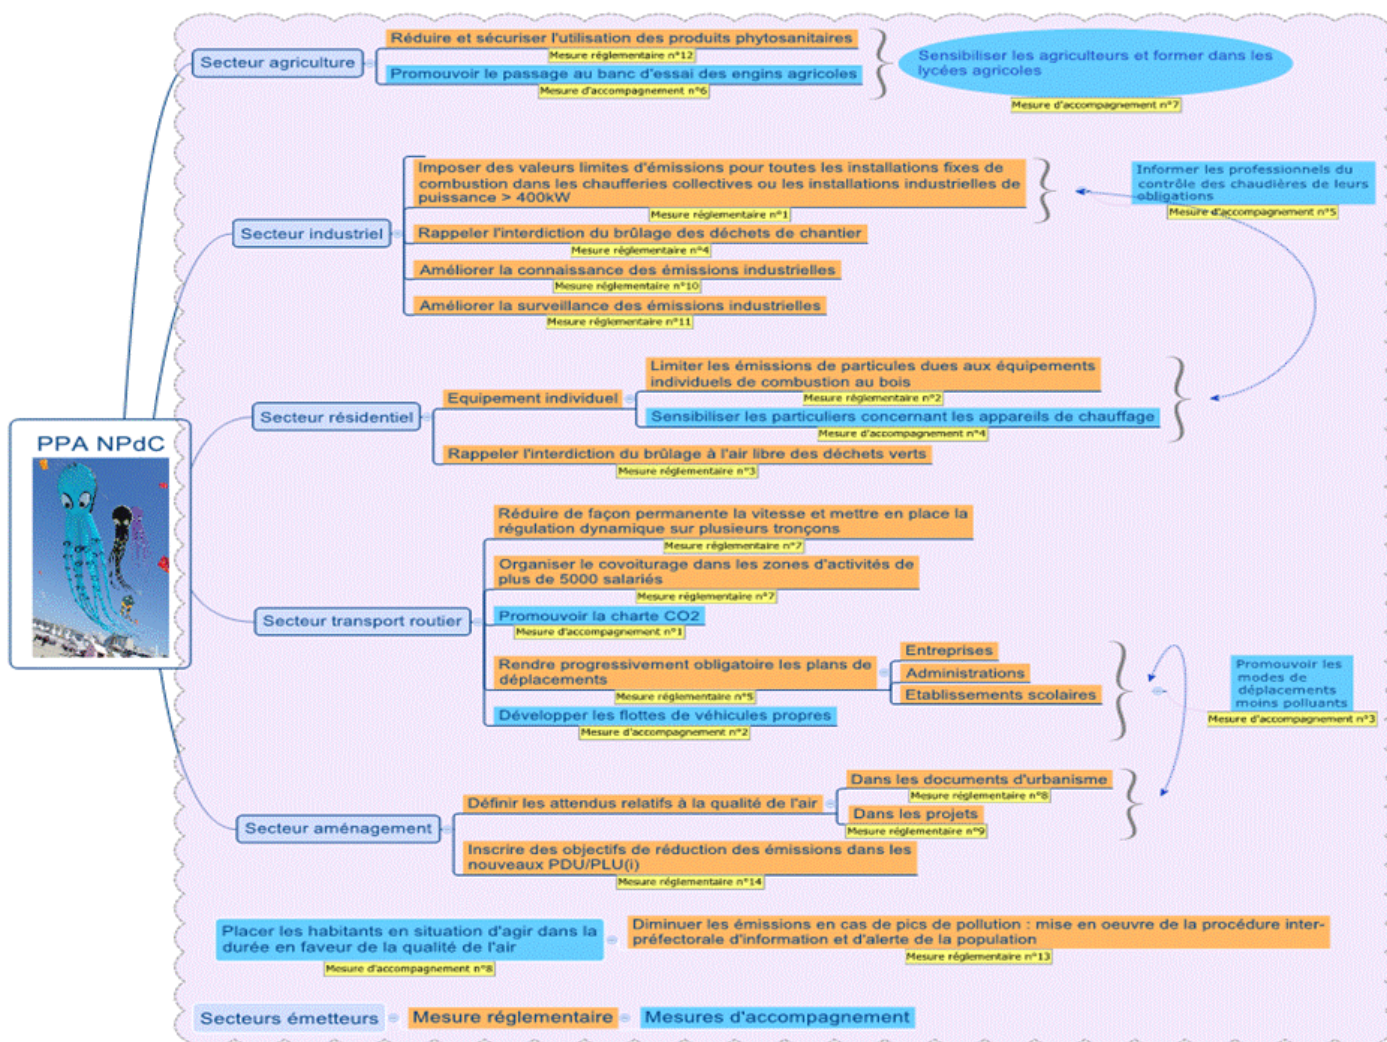 PPA NPdC
Secteur agriculture
Réduire et sécuriser l'utilisation des produits phytosanitaires
Mesure réglementaire n°12
Promouvoir le passage au banc d'essai des engins agricoles
Mesure d'accompagnement n°6
Sensibiliser les agriculteurs et former dans les
lycées agricoles
Mesure d'accompagnement n°7
Secteur industriel
Imposer des valeurs limites d'émissions pour toutes les installations fixes de
combustion dans les chaufferies collectives ou les installations industrielles de
puissance > 400kW
Mesure réglementaire n°1
Informer les professionnels du
contrôle des chaudières de leurs
obligations
Mesure d'accompagnement n°5
Rappeler l'interdiction du brûlage des déchets de chantier
Mesure réglementaire n°4
Améliorer la connaissance des émissions industrielles
Mesure réglementaire n°10
Améliorer la surveillance des émissions industrielles
Mesure réglementaire n°11
Secteur résidentiel
Equipement individuel
Limiter les émissions de particules dues aux équipements
individuels de combustion au bois
Mesure réglementaire n°2
Sensibiliser les particuliers concernant les appareils de chauffage
Mesure d'accompagnement n°4
Rappeler l'interdiction du brûlage à l'air libre des déchets verts
Mesure réglementaire n°3
Secteur transport routier
Réduire de façon permanente la vitesse et mettre en place la
régulation dynamique sur plusieurs tronçons
Mesure réglementaire n°7
Organiser le covoiturage dans les zones d'activités de
plus de 5000 salariés
Mesure réglementaire n°7
Promouvoir la charte CO2
Mesure d'accompagnement n°1
Rendre progressivement obligatoire les plans de
déplacements
Mesure réglementaire n°5
Entreprises
Administrations
Etablissements scolaires
Développer les flottes de véhicules propres
Mesure d'accompagnement n°2
Promouvoir les
modes de
déplacements
moins polluants
Mesure d'accompagnement n°3
Secteur aménagement
Définir les attendus relatifs à la qualité de l'air
Dans les documents d'urbanisme
Mesure réglementaire n°8
Dans les projets
Mesure réglementaire n°9
Inscrire des objectifs de réduction des émissions dans les
nouveaux PDU/PLU(i)
Mesure réglementaire n°14
Placer les habitants en situation d'agir dans la
durée en faveur de la qualité de l'air
Mesure d'accompagnement n°8
Diminuer les émissions en cas de pics de pollution : mise en oeuvre de la procédure inter-
préfectorale d'information et d'alerte de la population
Mesure réglementaire n°13
Secteurs émetteurs
Mesure réglementaire
Mesures d'accompagnement